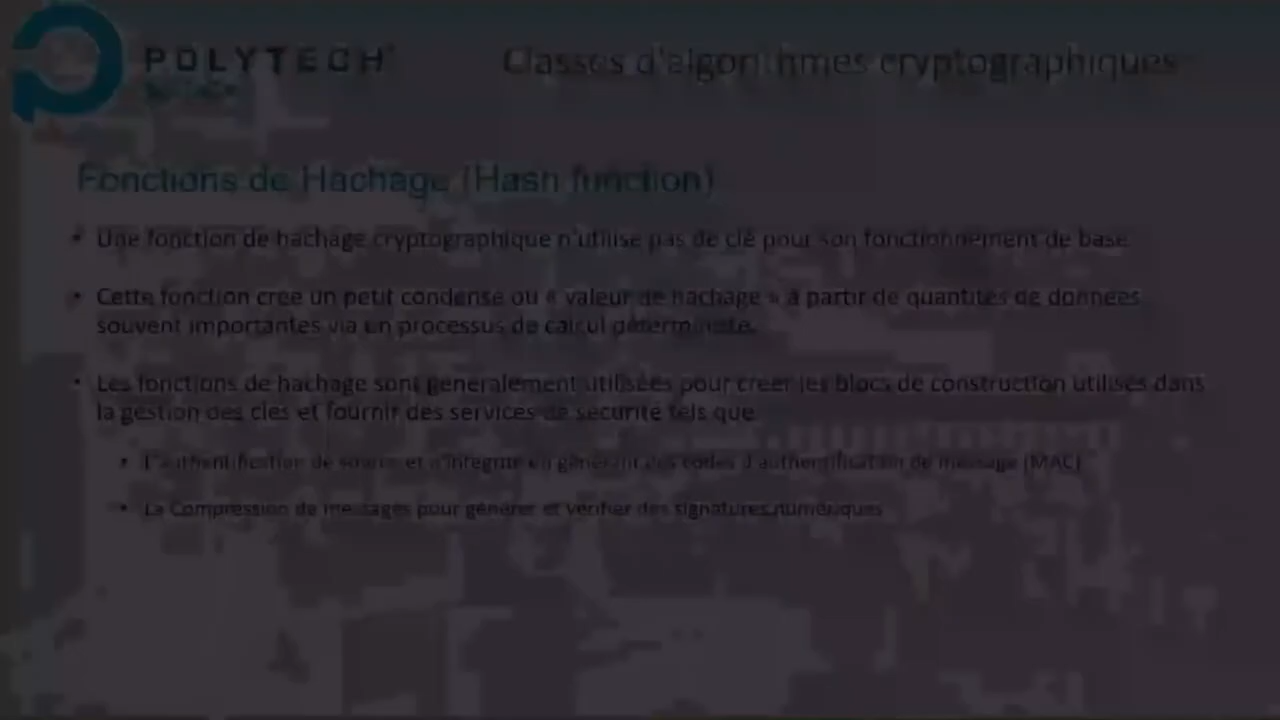 POLYTECH
Classes d'algorithmes cryptographiques
Fonctions de Hachage (Hash function)
• Une fonction de hachage cryptographique n'utilise pas de clé pour son fonctionnement de base.
• Cette fonction crée un petit condensé ou « valeur de hachage » à partir de quantités de données
souvent importantes via un processus de calcul déterministe.
• Les fonctions de hachage sont généralement utilisées pour créer les blocs de construction utilisés dans
la gestion des clés et fournir des services de sécurité tels que
• L'authentification de source et d'intégrité en générant des codes d'authentification de message (MAC)
• La Compression de messages pour générer et vérifier des signatures numériques